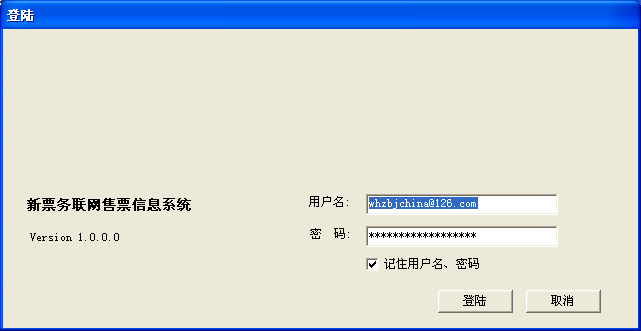 登陆
新票务联网售票信息系统
Version 1.0.0.0
用户名:
whzbjchina@126.com
密 码:
******************
记住用户名、密码
登陆
取消